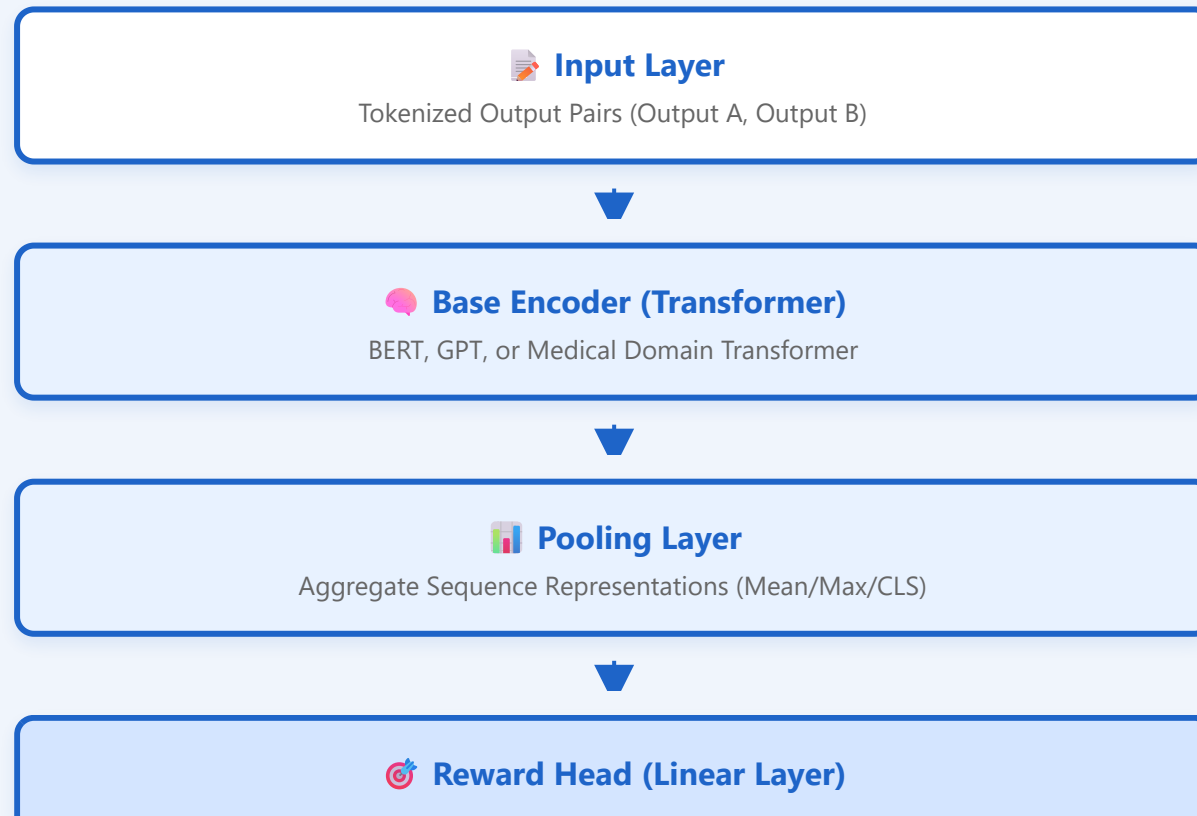 Input Layer
Tokenized Output Pairs (Output A, Output B)
Base Encoder (Transformer)
BERT, GPT, or Medical Domain Transformer
Pooling Layer
Aggregate Sequence Representations (Mean/Max/CLS)
Reward Head (Linear Layer)